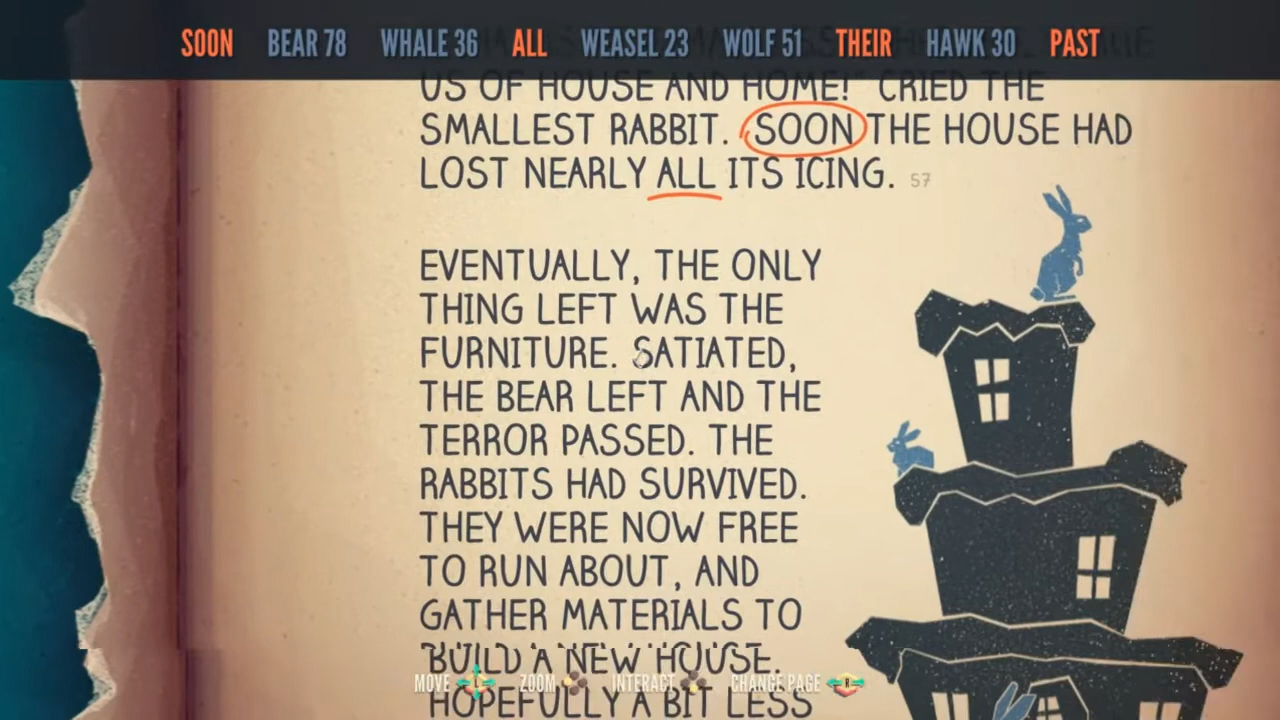 SOON BEAR 78 WHALE 36 ALL WEASEL 23 WOLF 51 THEIR HAWK 30 PAST
US OF HOUSE AND HOME!" CRIED THE
SMALLEST RABBIT. SOON THE HOUSE HAD
LOST NEARLY ALL ITS ICING. 57
EVENTUALLY, THE ONLY
THING LEFT WAS THE
FURNITURE. SATIATED,
THE BEAR LEFT AND THE
TERROR PASSED. THE
RABBITS HAD SURVIVED.
THEY WERE NOW FREE
TO RUN ABOUT, AND
GATHER MATERIALS TO
BUILD A NEW HOUSE.
MOVE ZOOM INTERACT CHANGE PAGE R
HOPEFULLY A BIT LESS